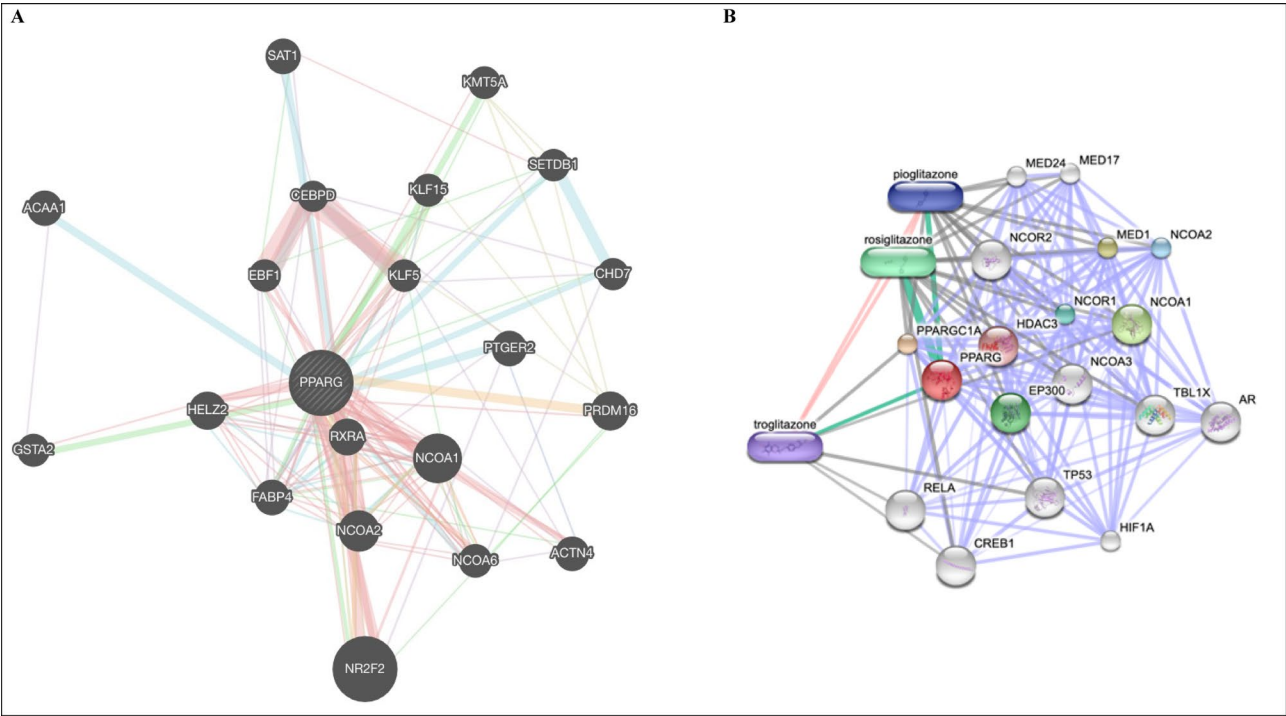 A
B
SAT1
KMT5A
SETDB1
CEBPD
KLF15
ACAA1
EBF1
KLF5
CHD7
PTGER2
PPARG
HELZ2
PRDM16
RXRA
GSTA2
NCOA1
FABP4
NCOA2
NCOA6
ACTN4
NR2F2
MED24
MED17
pioglitazone
rosiglitazone
NCOR2
MED1
NCOA2
NCOR1
NCOA1
PPARGC1A
HDAC3
PPARG
NCOA3
EP300
TBL1X
AR
troglitazone
TP53
RELA
HIF1A
CREB1